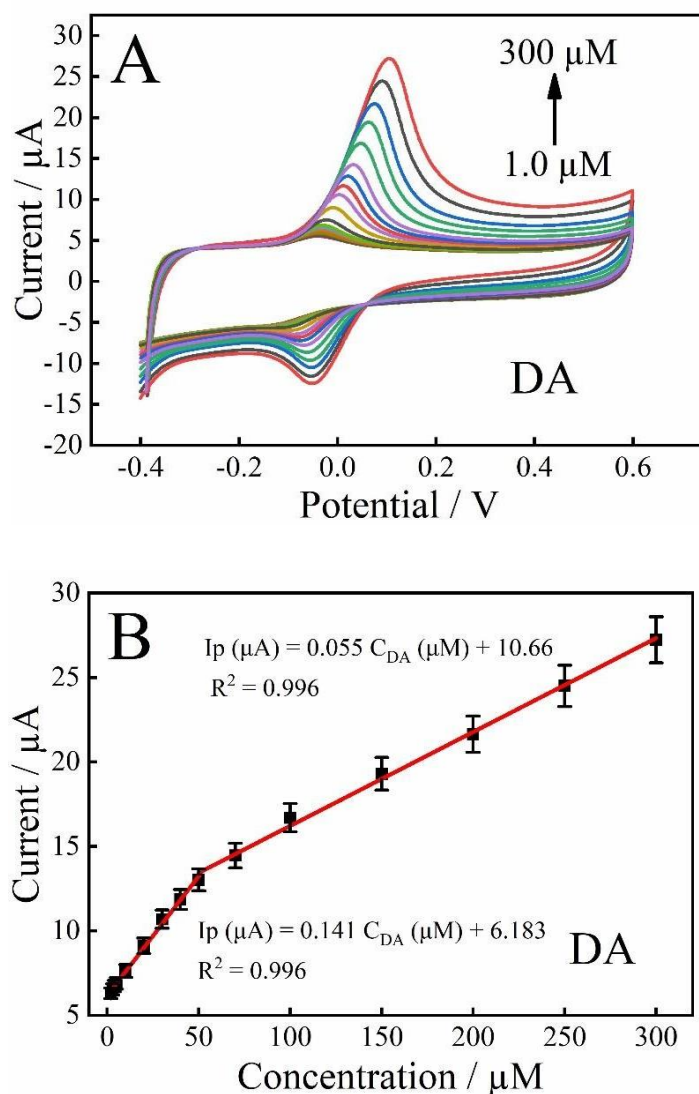 A
300 µM
1.0 µM
DA
Current / µA
30
25
20
15
10
5
0
-5
-10
-15
-20
-0.4 -0.2 0.0 0.2 0.4 0.6
Potential / V
B
Ip (µA) = 0.055 C_DA (µM) + 10.66
R² = 0.996
Ip (µA) = 0.141 C_DA (µM) + 6.183
R² = 0.996
DA
Current / µA
30
25
20
15
10
5
0 50 100 150 200 250 300
Concentration / µM